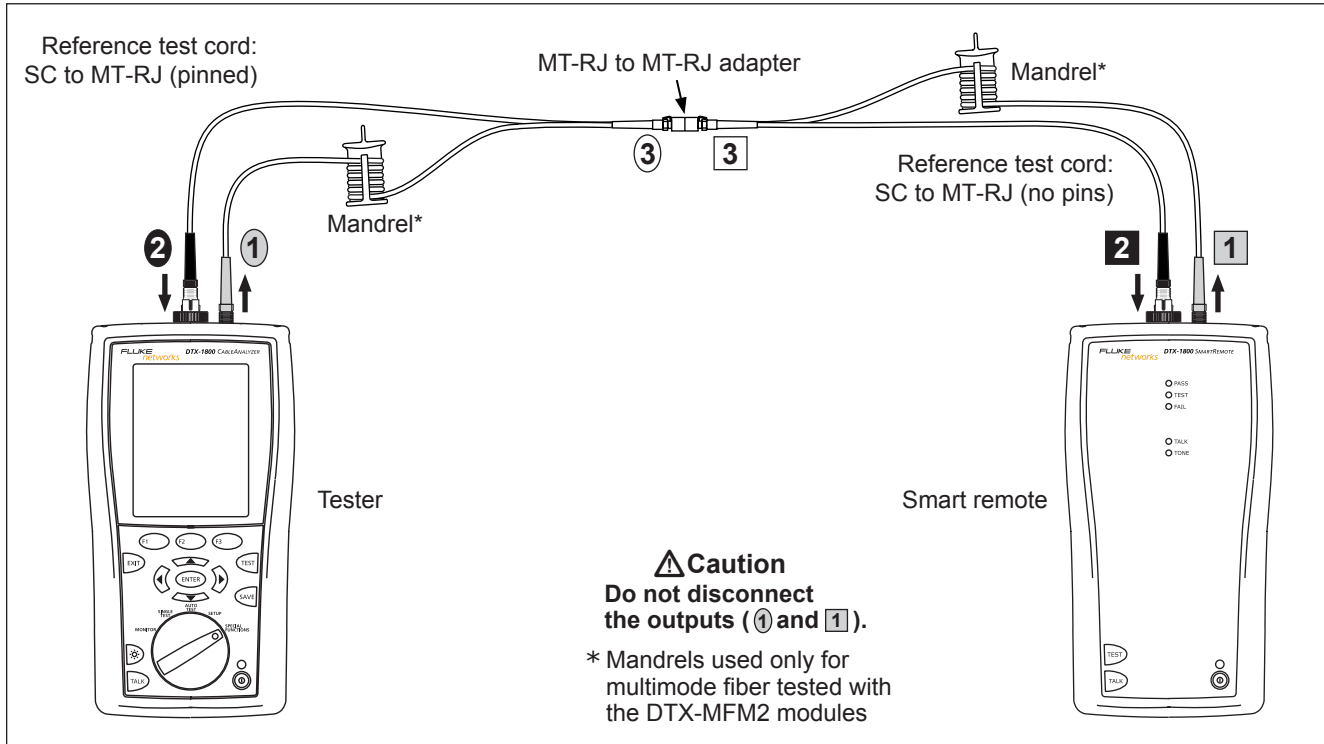 Reference test cord:
SC to MT-RJ (pinned)
MT-RJ to MT-RJ adapter
Mandrel*
3
3
Reference test cord:
SC to MT-RJ (no pins)
Mandrel*
2
1
2
1
FLUKE
networks
DTX-1800 CABLEANALYZER
FLUKE
networks
DTX-1800 SMARTREMOTE
PASS
TEST
FAIL
TALK
TONE
Tester
Smart remote
F1
F2
F3
EXIT
TEST
ENTER
SAVE
MONITOR
SINGLE
TEST
AUTO
TEST
SETUP
SPECIAL
FUNCTIONS
TALK
Caution
Do not disconnect
the outputs ( 1 and 1 ).
* Mandrels used only for
multimode fiber tested with
the DTX-MFM2 modules
TEST
TALK